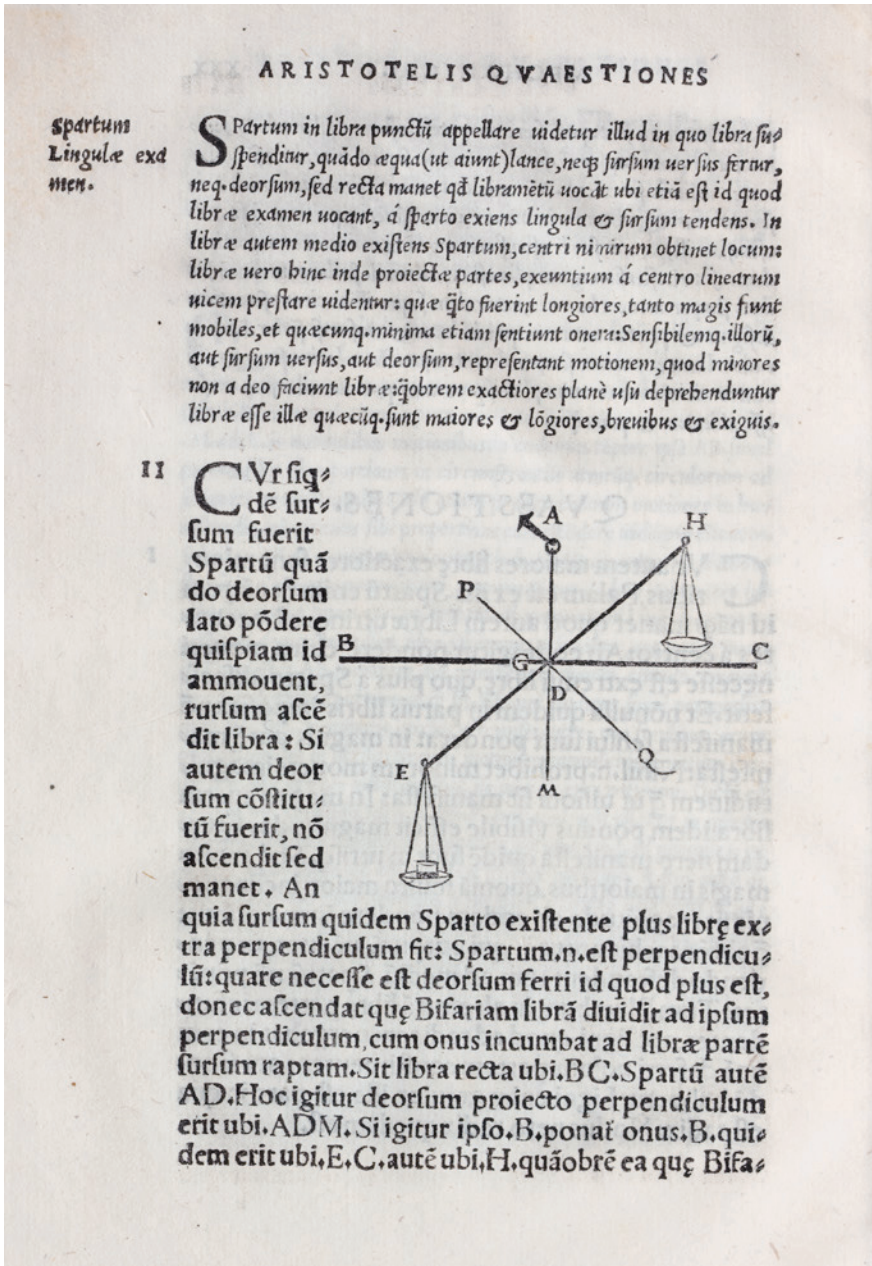 ARISTOTELIS QVAESTIONES
Spartum
Lingulæ exa
men.
SPartum in libra punctū appellare uidetur illud in quo libra su⸗
spenditur, quādo æqua(ut aiunt)lance, neq; sursum uersus fertur,
neq.deorsum, sed recta manet qđ libramētū uocāt ubi etiā est id quod
libræ examen uocant, á sparto exiens lingula & sursum tendens. In
libræ autem medio existens Spartum, centri nimirum obtinet locum:
libræ uero hinc inde proiectæ partes, exeuntium á centro linearum
uicem prestare uidentur: quæ q̄to fuerint longiores, tanto magis fiunt
mobiles, et quæcunq.minima etiam sentiunt onera:Sensibilemq.illorū,
aut sursum uersus, aut deorsum, representant motionem, quod minores
non a deo faciunt libræ:q̄obrem exactiores planè usu deprehenduntur
libræ esse illæ quæcūq.sunt maiores & lōgiores, brevibus & exiguis.
II
CVr siq⸗
dē sur⸗
sum fuerit
Spartū quā
do deorsum
lato pōdere
quispiam id
ammouent,
rursum ascē
dit libra : Si
autem deor
sum cōstitu⸗
tū fuerit, nō
ascendit sed
manet. An
A
H
P
B
G
C
D
E
Q
M
quia sursum quidem Sparto existente plus librę ex⸗
tra perpendiculum fit: Spartum.n.est perpendicu⸗
lū: quare necesse est deorsum ferri id quod plus est,
donec ascendat quę Bifariam librā diuidit ad ipsum
perpendiculum, cum onus incumbat ad libræ partē
sursum raptam. Sit libra recta ubi.B C. Spartū autē
AD. Hoc igitur deorsum proiecto perpendiculum
erit ubi.ADM. Si igitur ipso.B.ponat̄ onus.B.qui⸗
dem erit ubi.E.C.autē ubi,H.quāobrē ea quę Bifa⸗